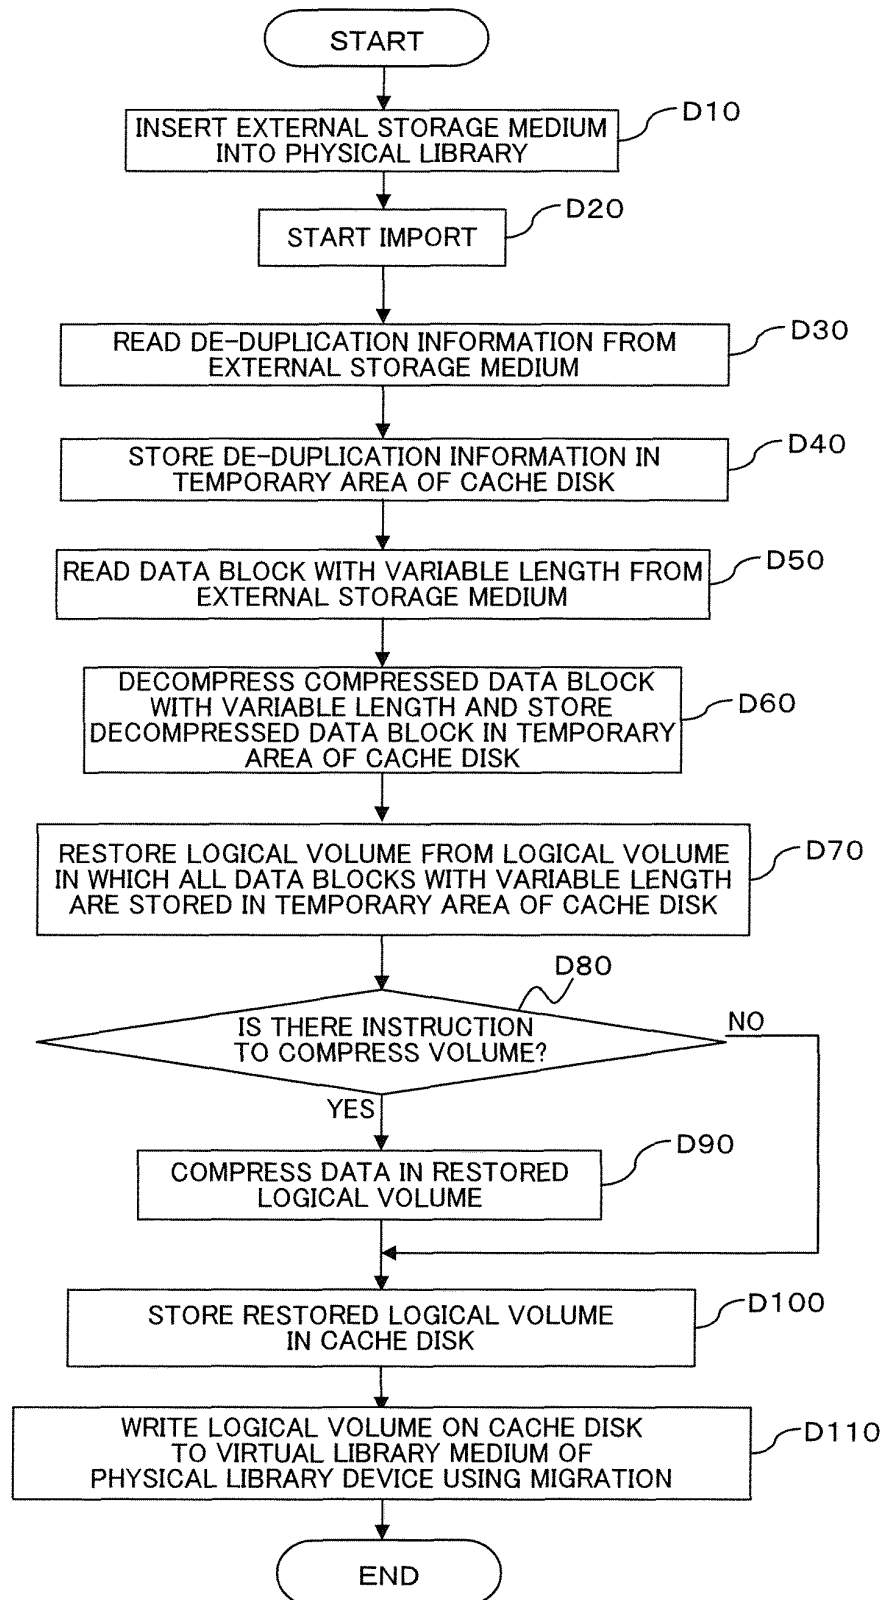 START
D10
INSERT EXTERNAL STORAGE MEDIUM
INTO PHYSICAL LIBRARY
D20
START IMPORT
D30
READ DE-DUPLICATION INFORMATION FROM
EXTERNAL STORAGE MEDIUM
D40
STORE DE-DUPLICATION INFORMATION IN
TEMPORARY AREA OF CACHE DISK
D50
READ DATA BLOCK WITH VARIABLE LENGTH FROM
EXTERNAL STORAGE MEDIUM
D60
DECOMPRESS COMPRESSED DATA BLOCK
WITH VARIABLE LENGTH AND STORE
DECOMPRESSED DATA BLOCK IN TEMPORARY
AREA OF CACHE DISK
D70
RESTORE LOGICAL VOLUME FROM LOGICAL VOLUME
IN WHICH ALL DATA BLOCKS WITH VARIABLE LENGTH
ARE STORED IN TEMPORARY AREA OF CACHE DISK
D80
IS THERE INSTRUCTION
TO COMPRESS VOLUME?
NO
YES
D90
COMPRESS DATA IN RESTORED
LOGICAL VOLUME
D100
STORE RESTORED LOGICAL VOLUME
IN CACHE DISK
D110
WRITE LOGICAL VOLUME ON CACHE DISK
TO VIRTUAL LIBRARY MEDIUM OF
PHYSICAL LIBRARY DEVICE USING MIGRATION
END